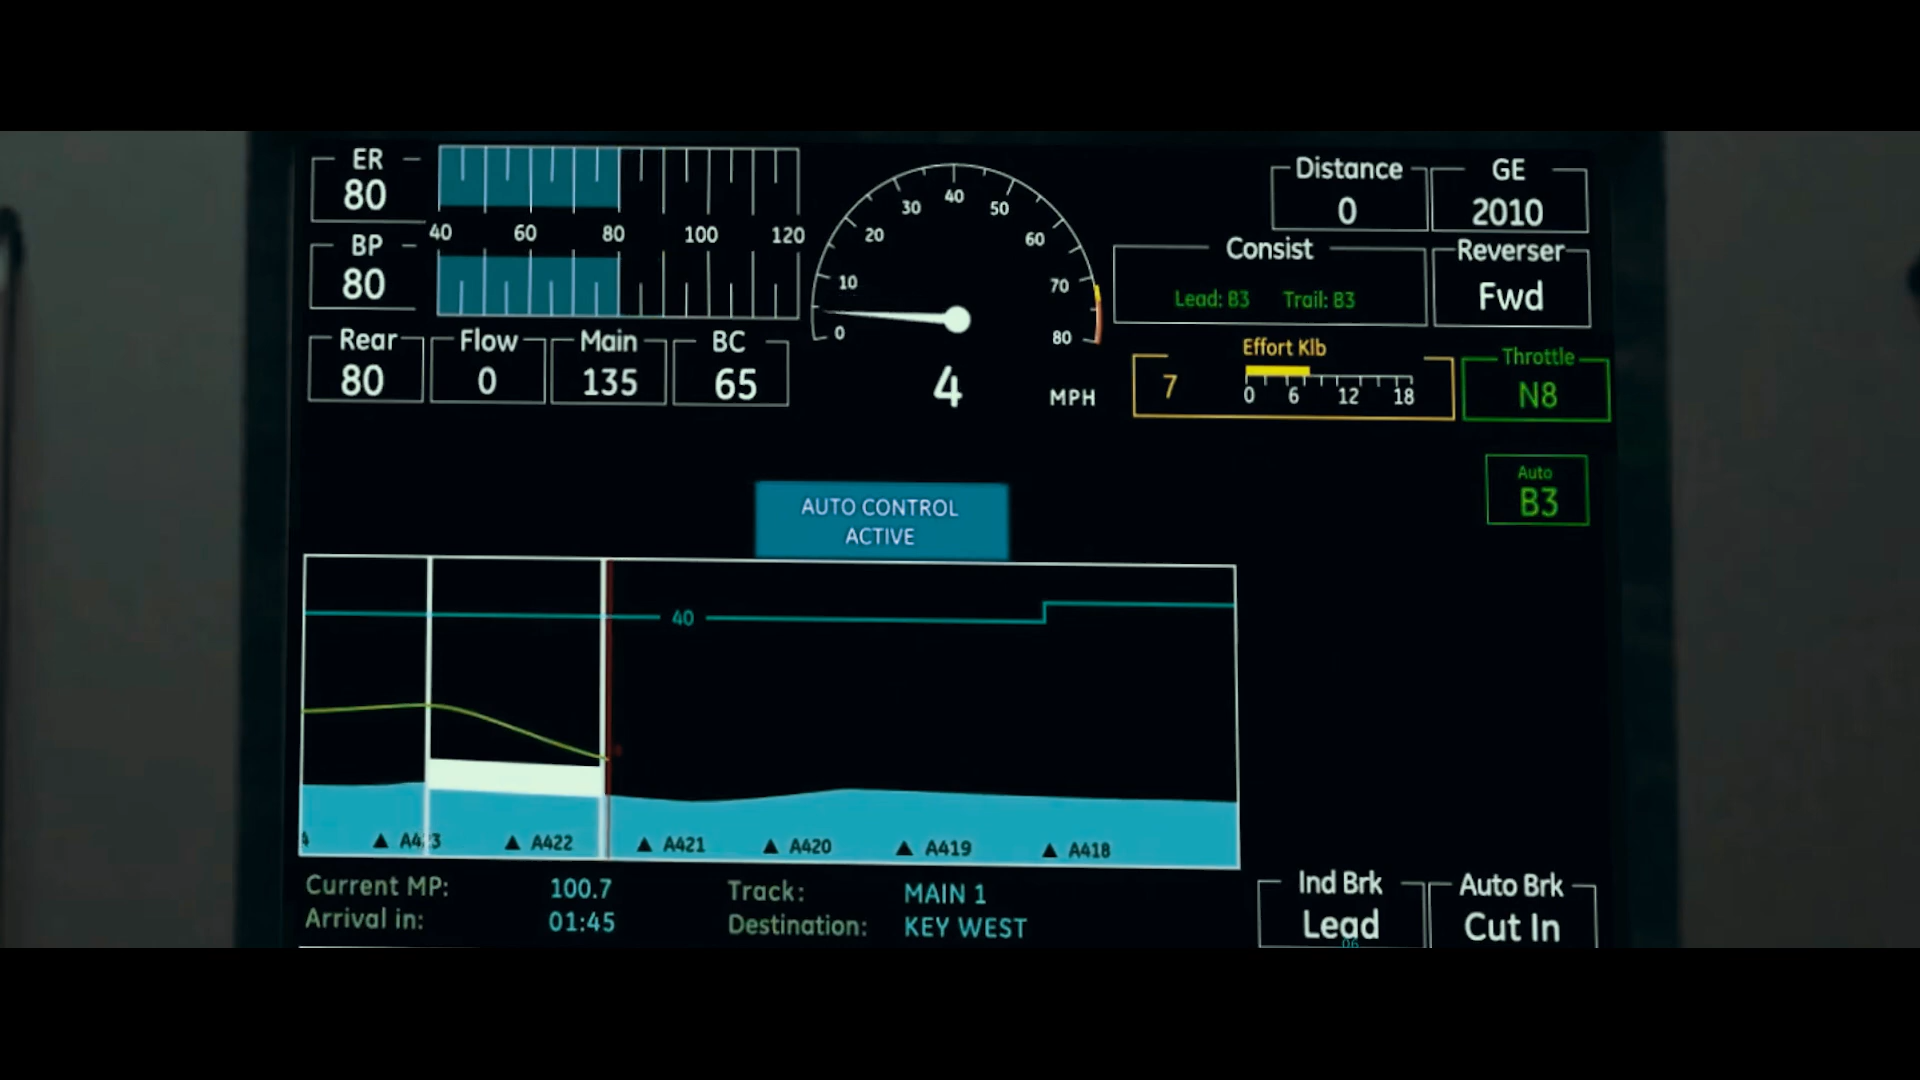 ER
80
40 60 80 100 120
BP
80
Rear
80
Flow
0
Main
135
BC
65
0 10 20 30 40 50 60 70 80
4
MPH
Distance
0
GE
2010
Consist
Lead: B3 Trail: B3
Reverser
Fwd
Effort Klb
7
0 6 12 18
Throttle
N8
Auto
B3
AUTO CONTROL
ACTIVE
40
A423 A422 A421 A420 A419 A418
Current MP: 100.7
Arrival in: 01:45
Track: MAIN 1
Destination: KEY WEST
Ind Brk
Lead
06
Auto Brk
Cut In